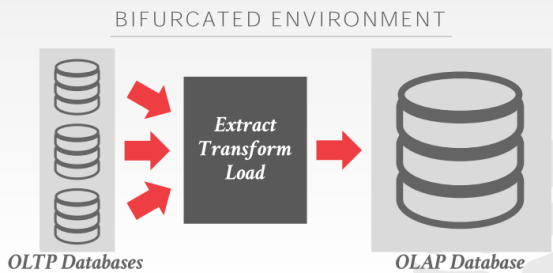 BIFURCATED ENVIRONMENT
Extract
Transform
Load
OLTP Databases
OLAP Database